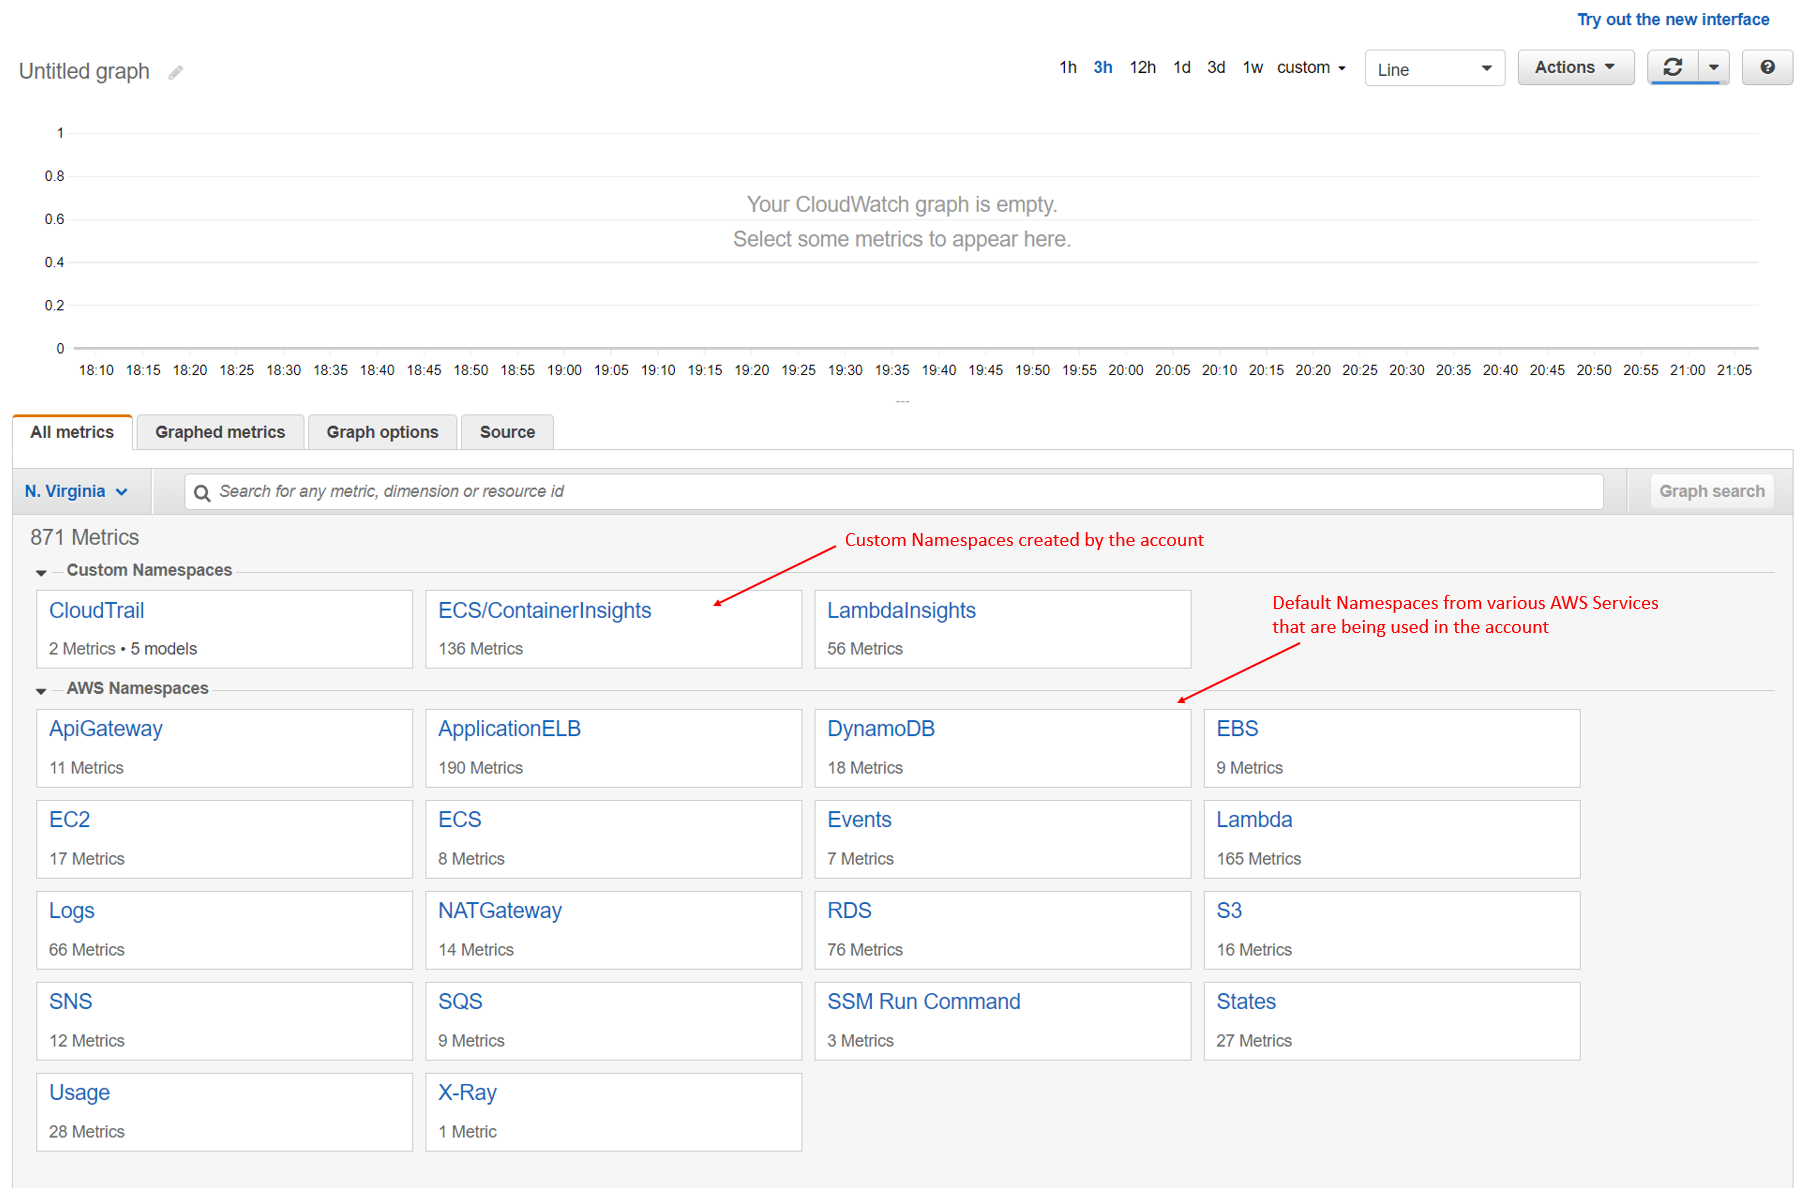 Try out the new interface
Untitled graph
1h 3h 12h 1d 3d 1w custom Line Actions
1
0.8
0.6
0.4
0.2
0
Your CloudWatch graph is empty.
Select some metrics to appear here.
18:10 18:15 18:20 18:25 18:30 18:35 18:40 18:45 18:50 18:55 19:00 19:05 19:10 19:15 19:20 19:25 19:30 19:35 19:40 19:45 19:50 19:55 20:00 20:05 20:10 20:15 20:20 20:25 20:30 20:35 20:40 20:45 20:50 20:55 21:00 21:05
All metrics Graphed metrics Graph options Source
N. Virginia Search for any metric, dimension or resource id Graph search
871 Metrics
Custom Namespaces created by the account
Custom Namespaces
Default Namespaces from various AWS Services
that are being used in the account
CloudTrail ECS/ContainerInsights LambdaInsights
2 Metrics • 5 models 136 Metrics 56 Metrics
AWS Namespaces
ApiGateway ApplicationELB DynamoDB EBS
11 Metrics 190 Metrics 18 Metrics 9 Metrics
EC2 ECS Events Lambda
17 Metrics 8 Metrics 7 Metrics 165 Metrics
Logs NATGateway RDS S3
66 Metrics 14 Metrics 76 Metrics 16 Metrics
SNS SQS SSM Run Command States
12 Metrics 9 Metrics 3 Metrics 27 Metrics
Usage X-Ray
28 Metrics 1 Metric